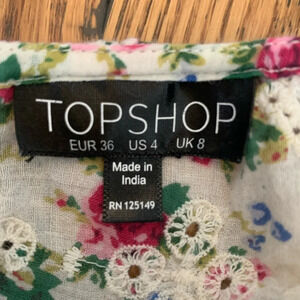 TOPSHOP
EUR 36 US 4 UK 8
Made in
India
RN 125149